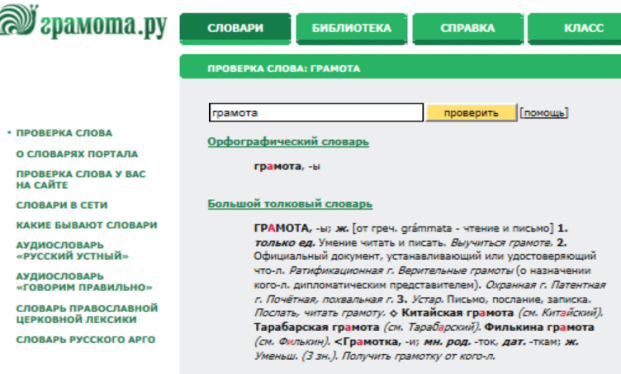 грамота.ру
СЛОВАРИ БИБЛИОТЕКА СПРАВКА КЛАСС
ПРОВЕРКА СЛОВА: ГРАМОТА
грамота проверить [помощь]
• ПРОВЕРКА СЛОВА
О СЛОВАРЯХ ПОРТАЛА
ПРОВЕРКА СЛОВА У ВАС
НА САЙТЕ
СЛОВАРИ В СЕТИ
КАКИЕ БЫВАЮТ СЛОВАРИ
АУДИОСЛОВАРЬ
«РУССКИЙ УСТНЫЙ»
АУДИОСЛОВАРЬ
«ГОВОРИМ ПРАВИЛЬНО»
СЛОВАРЬ ПРАВОСЛАВНОЙ
ЦЕРКОВНОЙ ЛЕКСИКИ
СЛОВАРЬ РУССКОГО АРГО
Орфографический словарь
грамота, -ы
Большой толковый словарь
ГРАМОТА, -ы; ж. [от греч. grámmata - чтение и письмо] 1.
только ед. Умение читать и писать. Выучиться грамоте. 2.
Официальный документ, устанавливающий или удостоверяющий
что-л. Ратификационная г. Верительные грамоты (о назначении
кого-л. дипломатическим представителем). Охранная г. Патентная
г. Почётная, похвальная г. 3. Устар. Письмо, послание, записка.
Послать, читать грамоту. ◊ Китайская грамота (см. Китайский).
Тарабарская грамота (см. Тарабарский). Филькина грамота
(см. Филькин). <Грамотка, -и; мн. род. -ток, дат. -ткам; ж.
Уменьш. (3 зн.). Получить грамотку от кого-л.